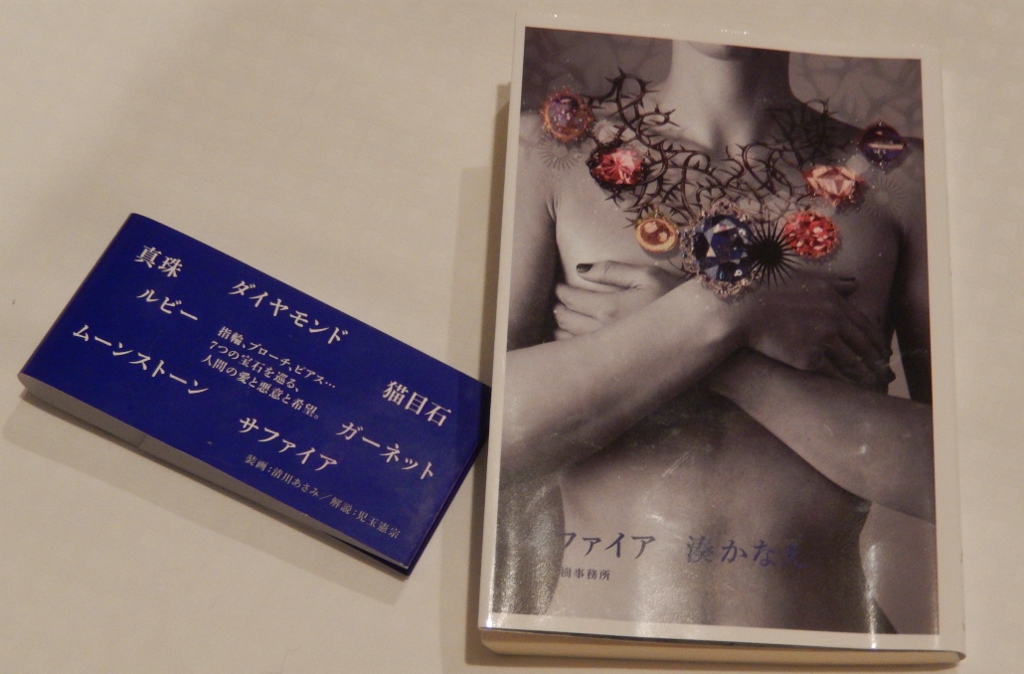 真珠
ダイヤモンド
ルビー
指輪、ブローチ、ピアス…
7つの宝石を巡る、
人間の愛と悪意と希望。
ムーンストーン
猫目石
ガーネット
サファイア
装画：清川あさみ／解説：児玉憲宗
ファイア 湊かなえ
事務所